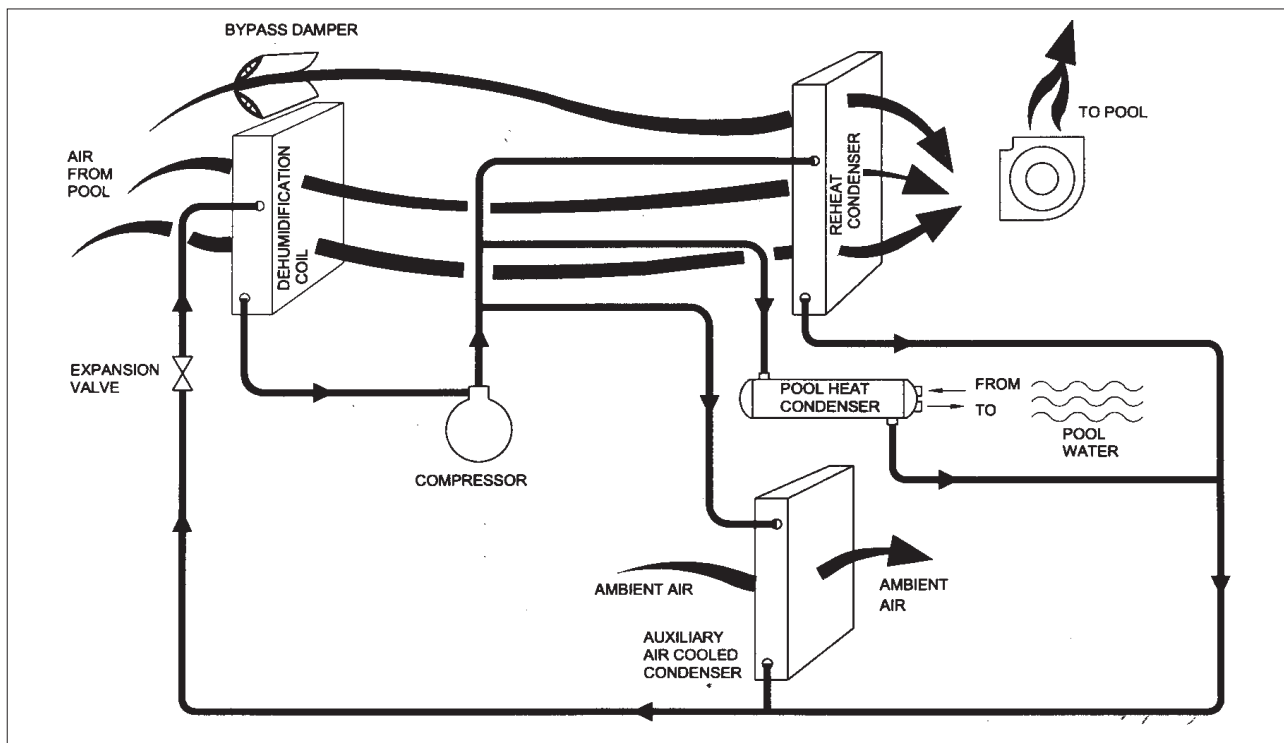 BYPASS DAMPER
TO POOL
AIR
FROM
POOL
DEHUMIDIFICATION
COIL
REHEAT
CONDENSER
EXPANSION
VALVE
COMPRESSOR
POOL HEAT
CONDENSER
FROM
TO
POOL
WATER
AMBIENT AIR
AMBIENT
AIR
AUXILIARY
AIR COOLED
CONDENSER